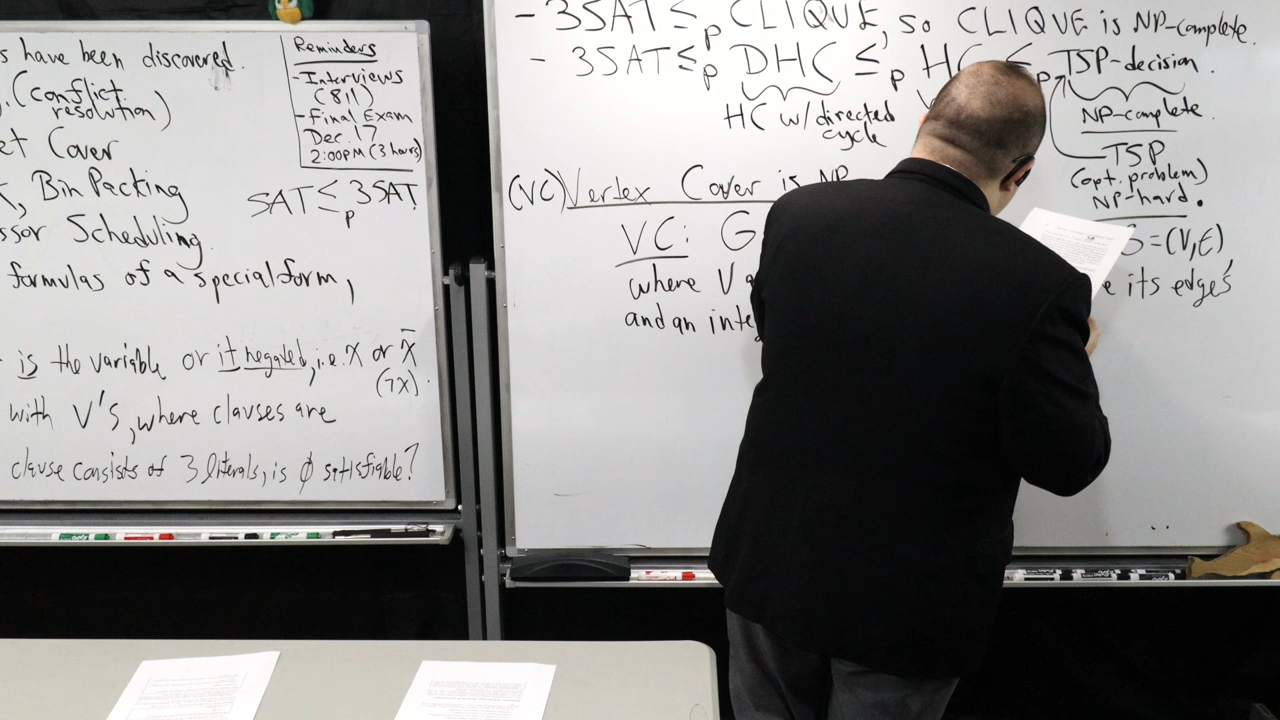 s have been discovered.
(conflict
resolution)
et Cover
, Bin Packing
ssor Scheduling.
formulas of a special form,
is the variable or it negated, i.e. X or X̄
(¬X).
with V's, where clauses are
clause consists of 3 literals, is ϕ satisfiable?
Reminders
- Interviews
(8 11)
- Final Exam
Dec. 17
2:00PM (3 hours)
SAT ≤p 3SAT.
- 3SAT ≤p CLIQUE, so CLIQUE is NP-complete.
- 3SAT ≤p DHC ≤p HC ≤p TSP-decision.
HC w/directed
cycle
NP-complete.
TSP
(opt. problem)
NP-hard.
(VC) Vertex Cover is NP
VC: G =(V,E)
where V a e its edges,
and an inte